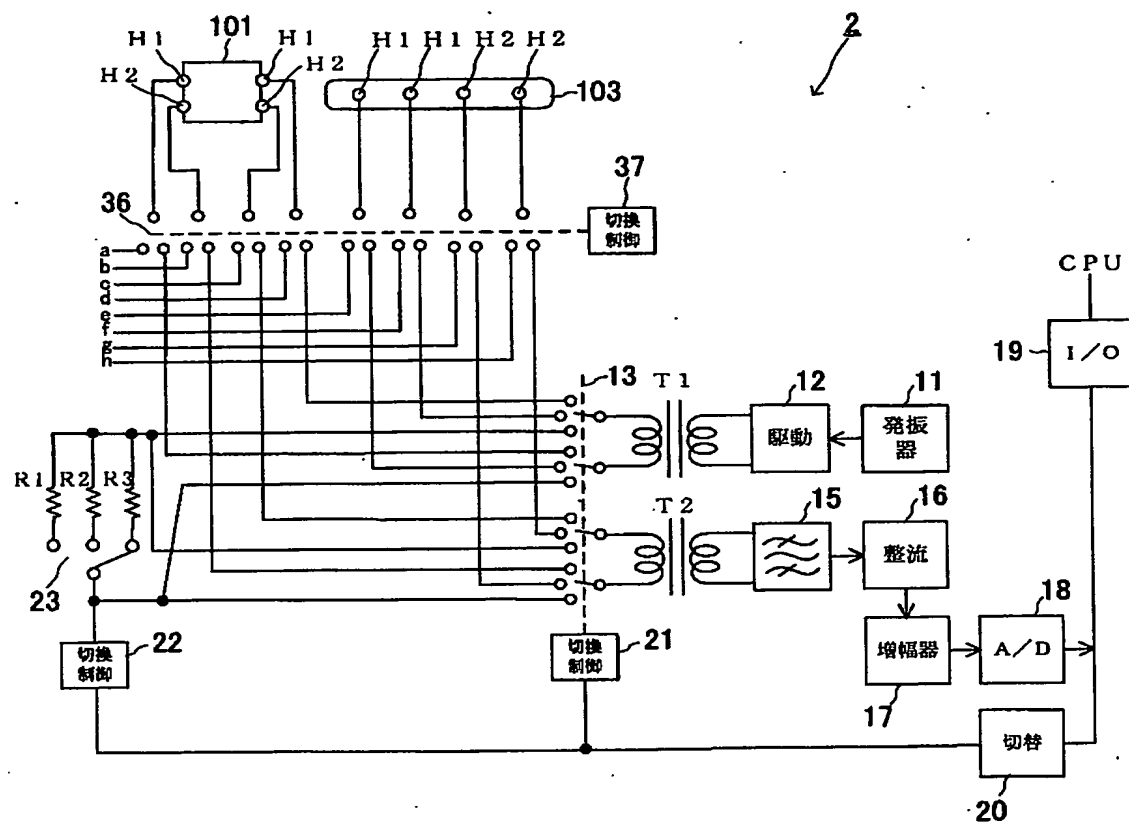 101
2
H1
H1
H1
H1
H2
H2
H2
H2
103
37
切換
制御
36
a
b
c
d
e
f
g
h
CPU
19
I/O
13
T1
12
駆動
11
発振
器
R1
R2
R3
T2
15
16
整流
23
18
A/D
22
切換
制御
21
切換
制御
増幅
器
17
切替
20